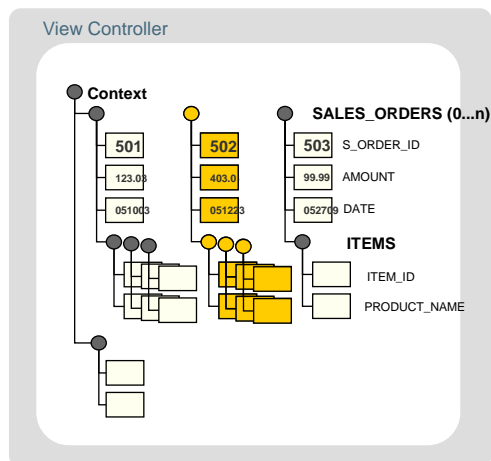 View Controller
Context
SALES_ORDERS (0...n)
501 502 503 S_ORDER_ID
123.03 403.0 99.99 AMOUNT
051003 051223 052709 DATE
ITEMS
ITEM_ID
PRODUCT_NAME